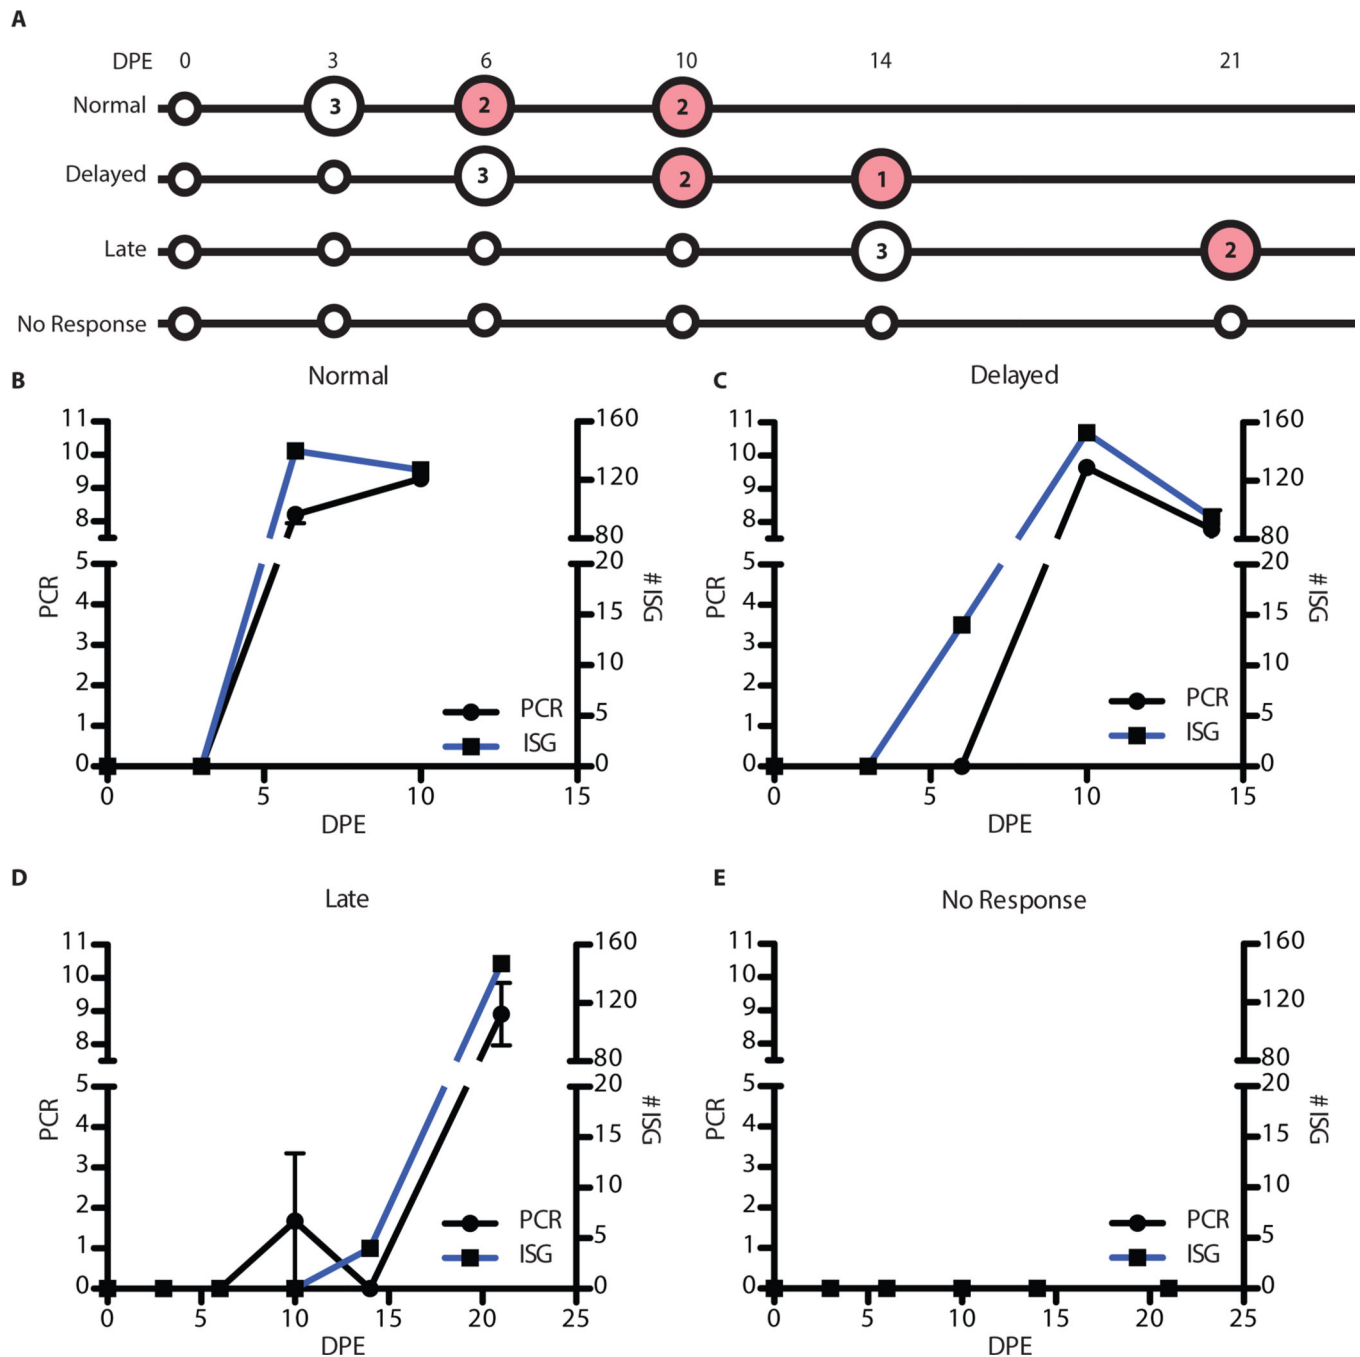 A
DPE 0 3 6 10 14 21
Normal 3 2 2
Delayed 3 2 1
Late 3 2
No Response
B Normal
11 160
10
9 120
8
80
5 20
4 15
3
10
2
1 5
0 0
0 5 10 15
PCR
# ISG
PCR
ISG
DPE
C Delayed
11 160
10
9 120
8
80
5 20
4 15
3
10
2
1 5
0 0
0 5 10 15
PCR
# ISG
PCR
ISG
DPE
D Late
11 160
10
9 120
8
80
5 20
4 15
3
10
2
1 5
0 0
0 5 10 15 20 25
PCR
# ISG
PCR
ISG
DPE
E No Response
11 160
10
9 120
8
80
5 20
4 15
3
10
2
1 5
0 0
0 5 10 15 20 25
PCR
# ISG
PCR
ISG
DPE